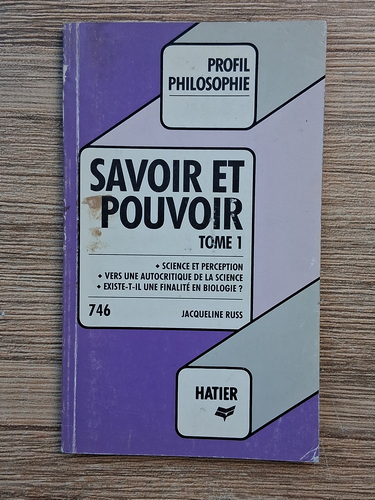 PROFIL
PHILOSOPHIE
SAVOIR ET
POUVOIR
TOME 1
• SCIENCE ET PERCEPTION
• VERS UNE AUTOCRITIQUE DE LA SCIENCE
• EXISTE-T-IL UNE FINALITÉ EN BIOLOGIE ?
746 JACQUELINE RUSS
HATIER